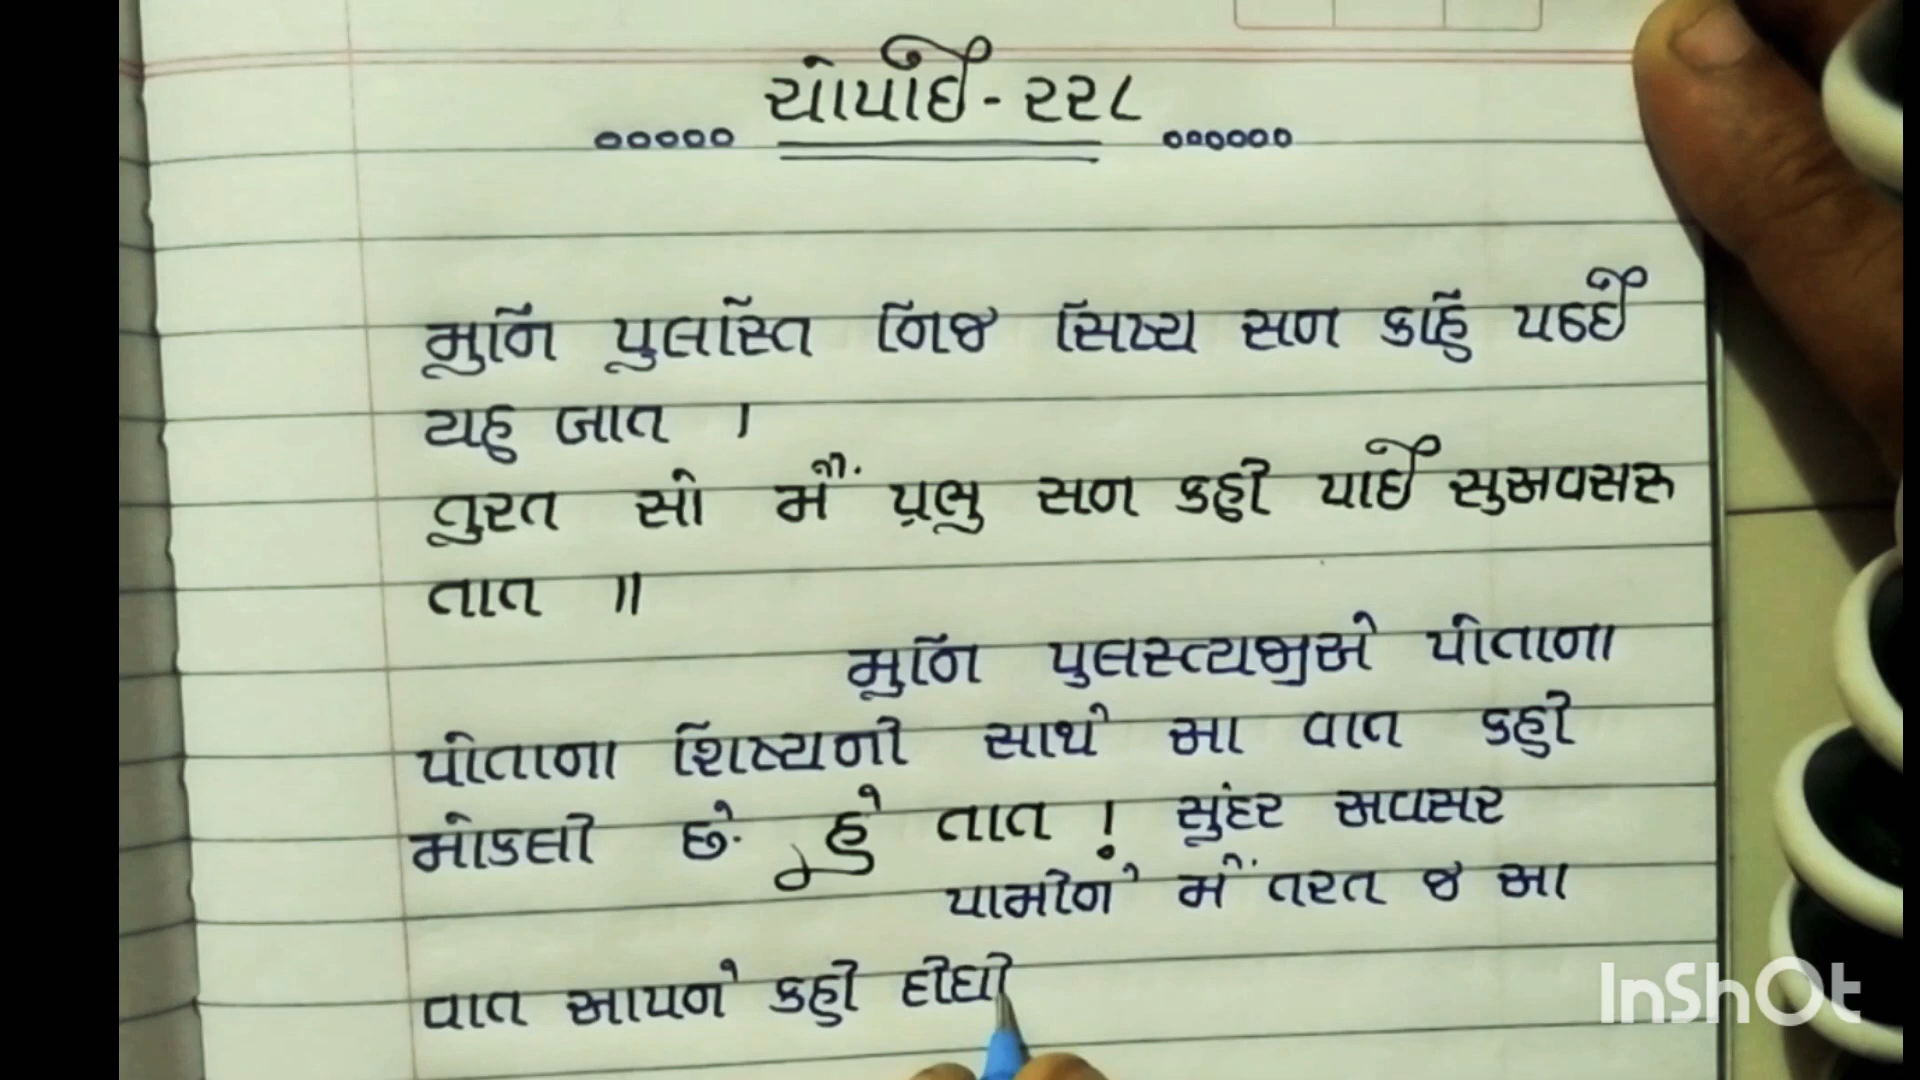 ચોપાઈ - ૨૨૮
મુનિ પુલસ્તિ નિજ સિષ્ય સન કહિ પઠઈ
યહ જાત ।
તુરત સો મૈં પ્રભુ સન કહી પાઈ સુઅવસરુ
તાત ॥
મુનિ પુલસ્ત્યજીએ પોતાના
પોતાના શિષ્યની સાથે આ વાત કહી
મોકલી છે. હે તાત ! સુંદર અવસર
પામીને મેં તરત જ આ
વાત આપને કહી દીધી
InShOt